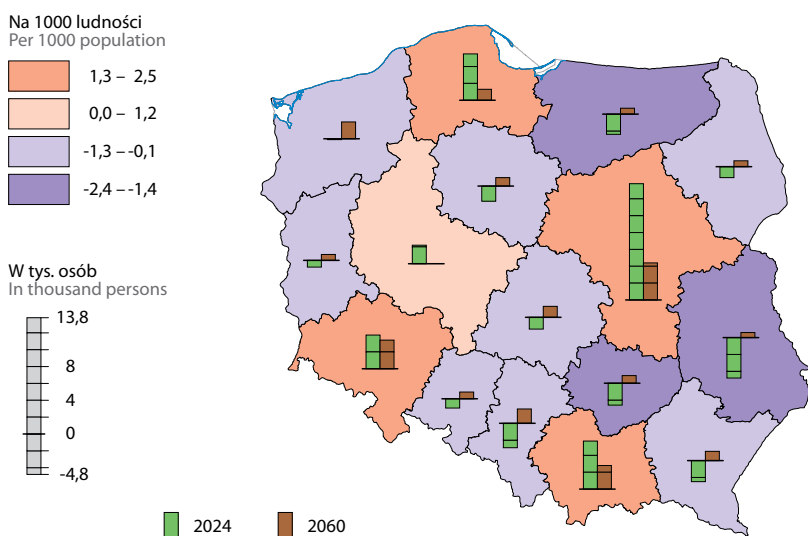 Na 1000 ludności
Per 1000 population
1,3 – 2,5
0,0 – 1,2
-1,3 – -0,1
-2,4 – -1,4
W tys. osób
In thousand persons
13,8
8
4
0
-4,8
2024
2060